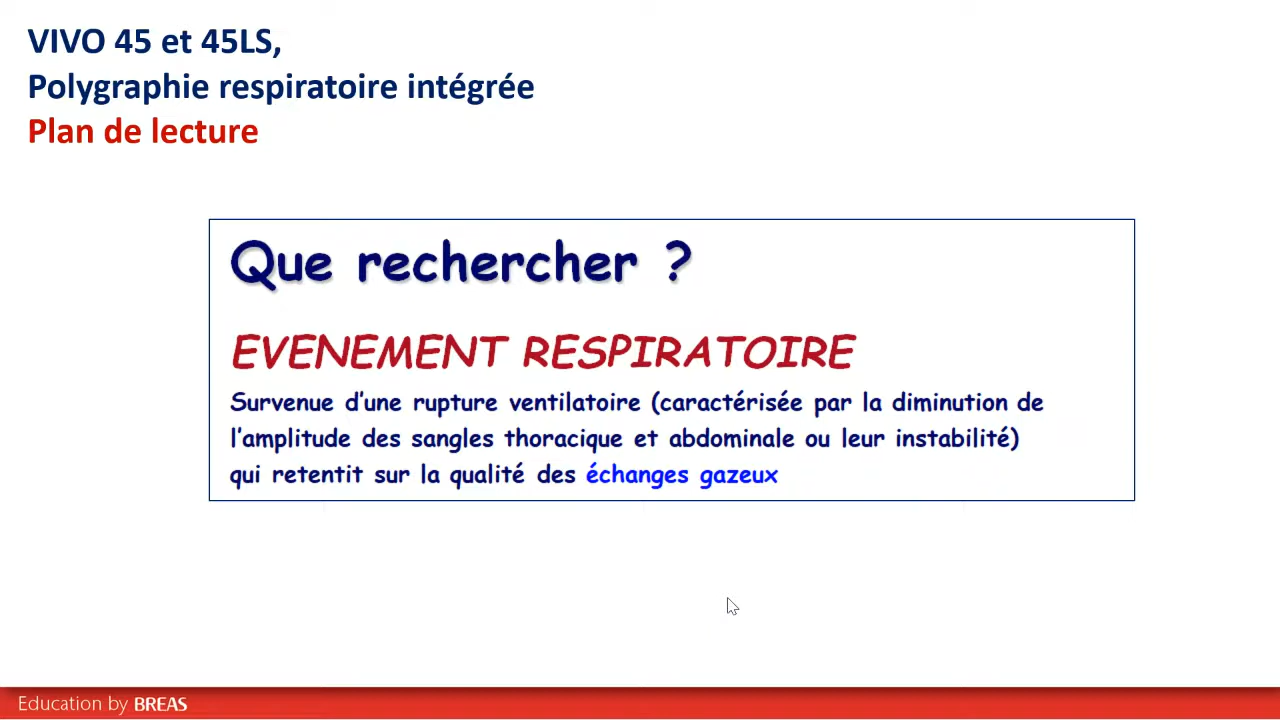 VIVO 45 et 45LS,
Polygraphie respiratoire intégrée
Plan de lecture
Que rechercher ?
EVENEMENT RESPIRATOIRE
Survenue d'une rupture ventilatoire (caractérisée par la diminution de
l'amplitude des sangles thoracique et abdominale ou leur instabilité)
qui retentit sur la qualité des échanges gazeux
Education by BREAS